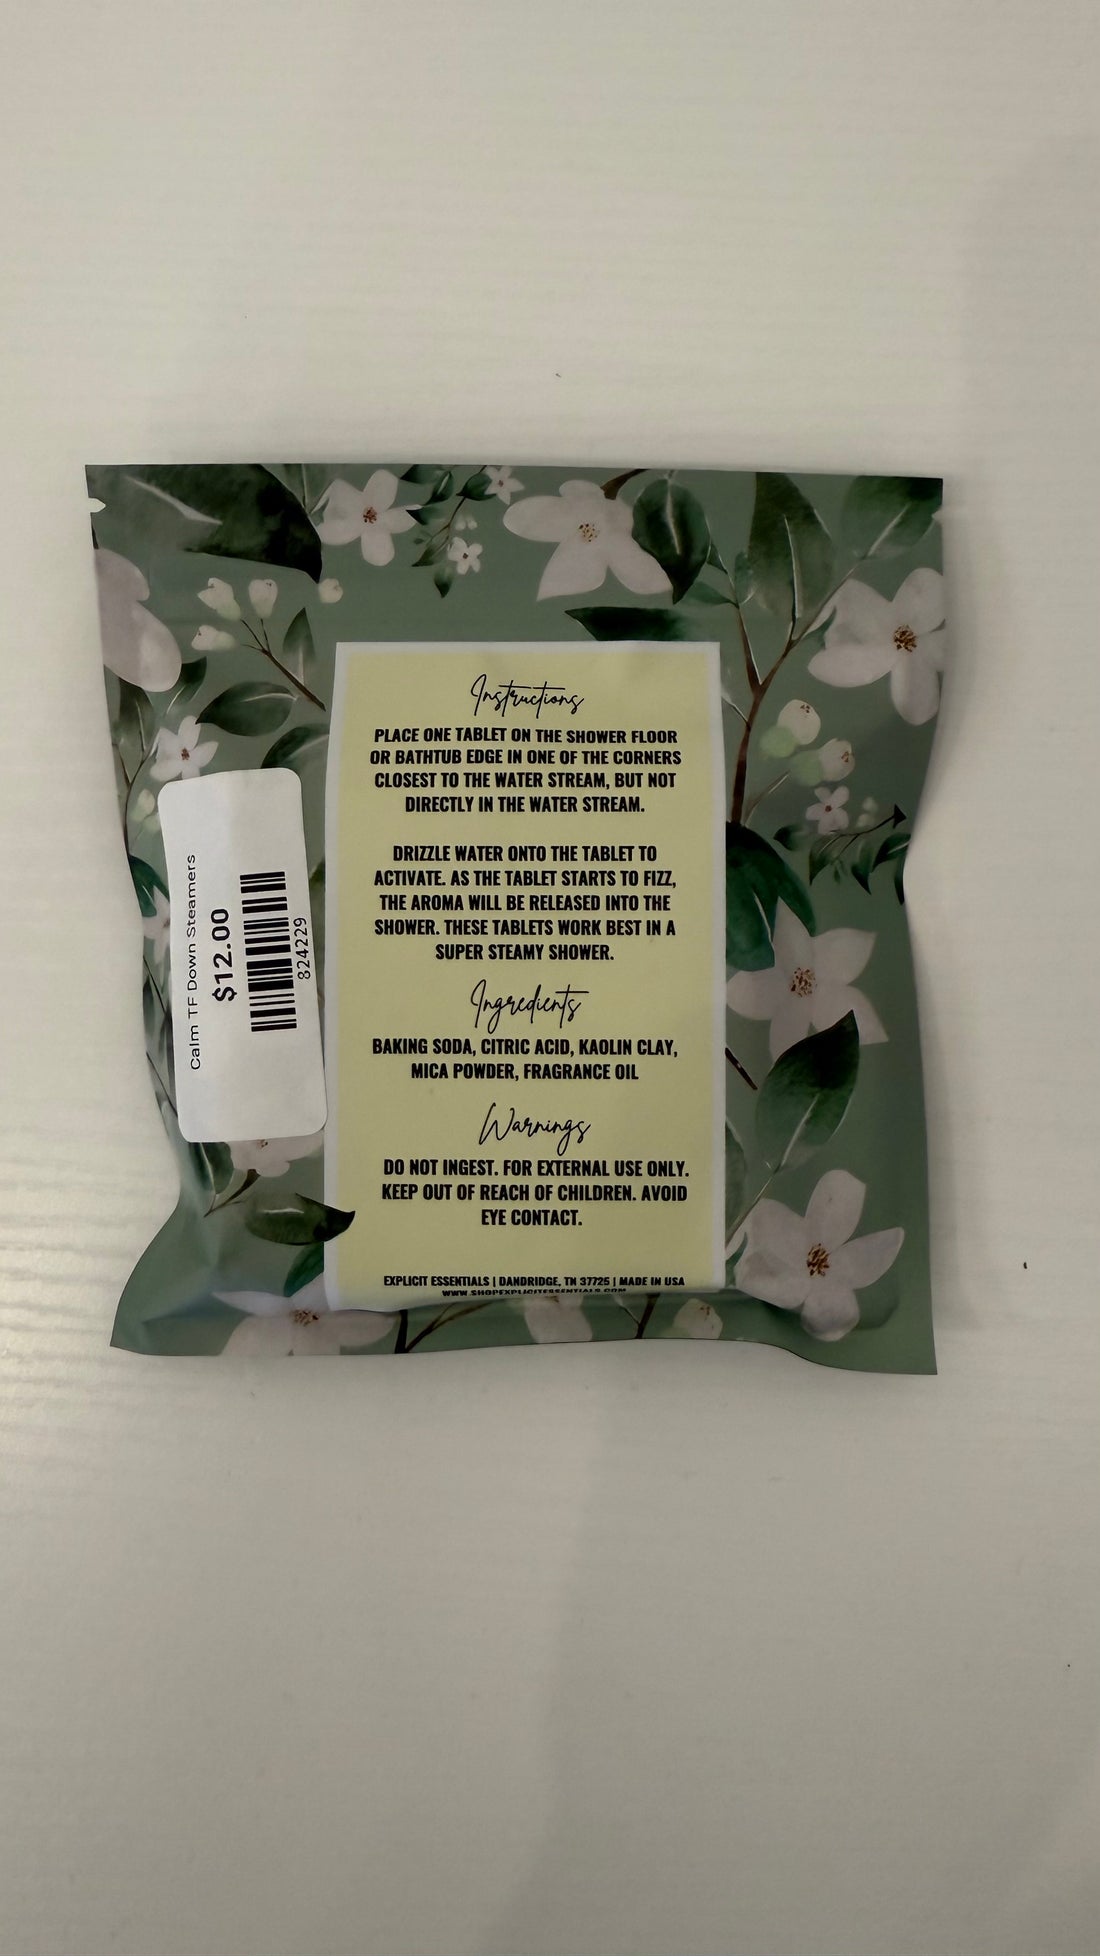 Calm TF Down Steamers
$12.00
824229
Instructions
PLACE ONE TABLET ON THE SHOWER FLOOR
OR BATHTUB EDGE IN ONE OF THE CORNERS
CLOSEST TO THE WATER STREAM, BUT NOT
DIRECTLY IN THE WATER STREAM.
DRIZZLE WATER ONTO THE TABLET TO
ACTIVATE. AS THE TABLET STARTS TO FIZZ,
THE AROMA WILL BE RELEASED INTO THE
SHOWER. THESE TABLETS WORK BEST IN A
SUPER STEAMY SHOWER.
Ingredients
BAKING SODA, CITRIC ACID, KAOLIN CLAY,
MICA POWDER, FRAGRANCE OIL
Warnings
DO NOT INGEST. FOR EXTERNAL USE ONLY.
KEEP OUT OF REACH OF CHILDREN. AVOID
EYE CONTACT.
EXPLICIT ESSENTIALS | DANDRIDGE, TN 37725 | MADE IN USA
WWW.SHOPEXPLICITESSENTIALS.COM